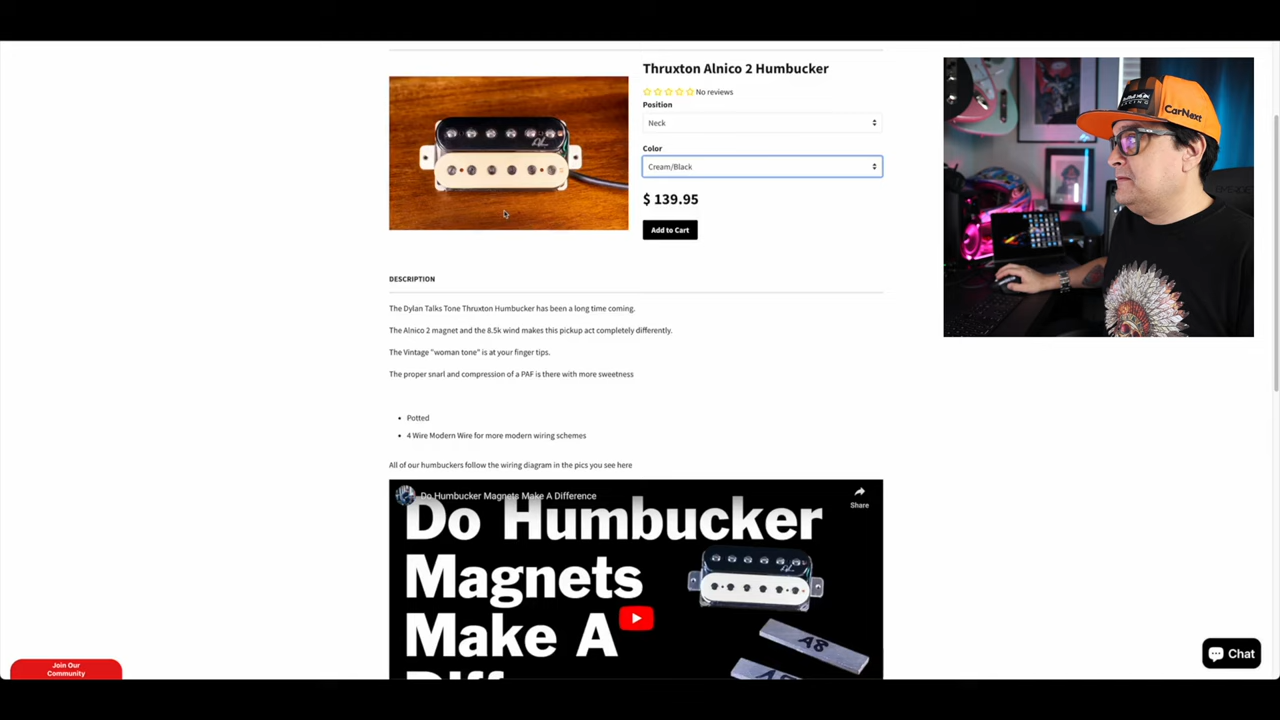 Thruxton Alnico 2 Humbucker
No reviews
Position
Neck
Color
Cream/Black
$ 139.95
Add to Cart
DESCRIPTION
The Dylan Talks Tone Thruxton Humbucker has been a long time coming.
The Alnico 2 magnet and the 8.5k wind makes this pickup act completely differently.
The Vintage "woman tone" is at your finger tips.
The proper snarl and compression of a PAF is there with more sweetness
Potted
4 Wire Modern Wire for more modern wiring schemes
All of our humbuckers follow the wiring diagram in the pics you see here
Do Humbucker Magnets Make A Difference
Share
Do Humbucker
Magnets
Make A
A8
Join Our
Community
Chat
CarNext